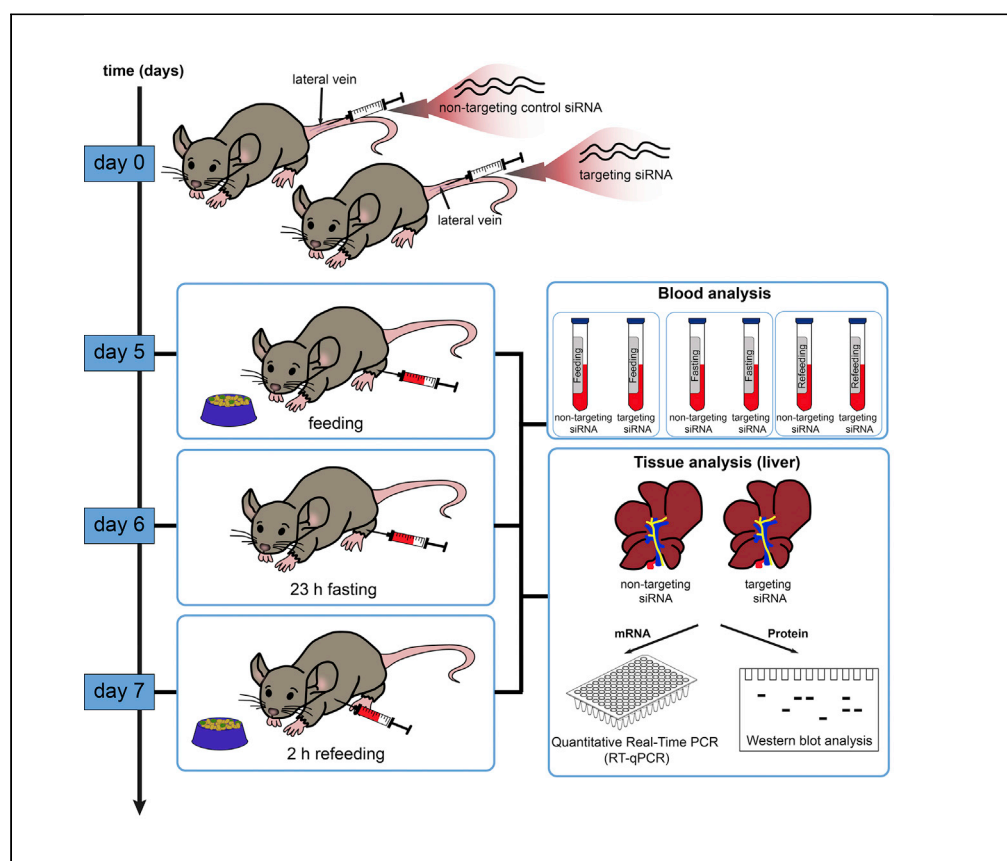 time (days)
lateral vein
non-targeting control siRNA
day 0
targeting siRNA
lateral vein
day 5
feeding
Blood analysis
Feeding
Feeding
Fasting
Fasting
Refeeding
Refeeding
non-targeting
siRNA
targeting
siRNA
non-targeting
siRNA
targeting
siRNA
non-targeting
siRNA
targeting
siRNA
day 6
23 h fasting
Tissue analysis (liver)
non-targeting
siRNA
targeting
siRNA
mRNA
Protein
day 7
2 h refeeding
Quantitative Real-Time PCR
(RT-qPCR)
Western blot analysis